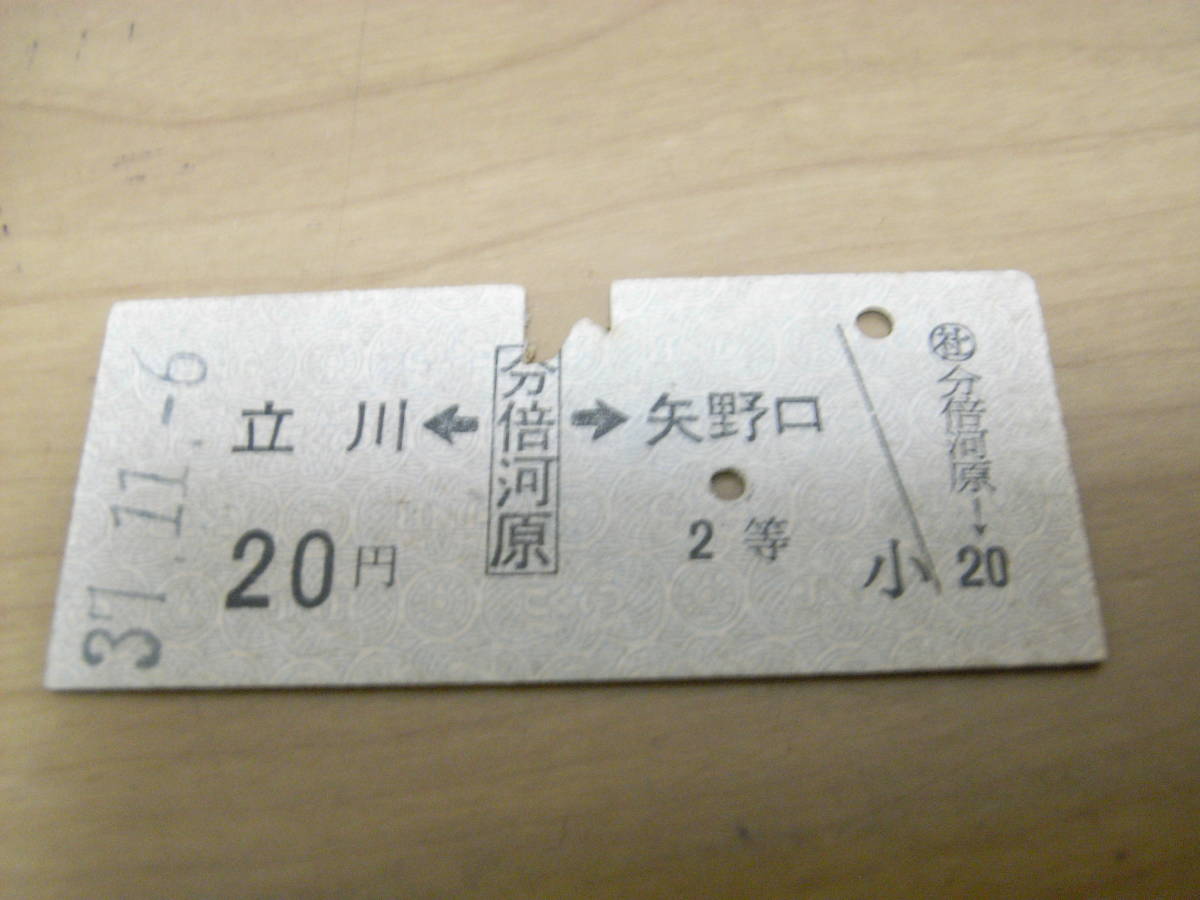 37.11.-6
立川←分倍河原→矢野口
20円
2等
小
㊓分倍河原→20